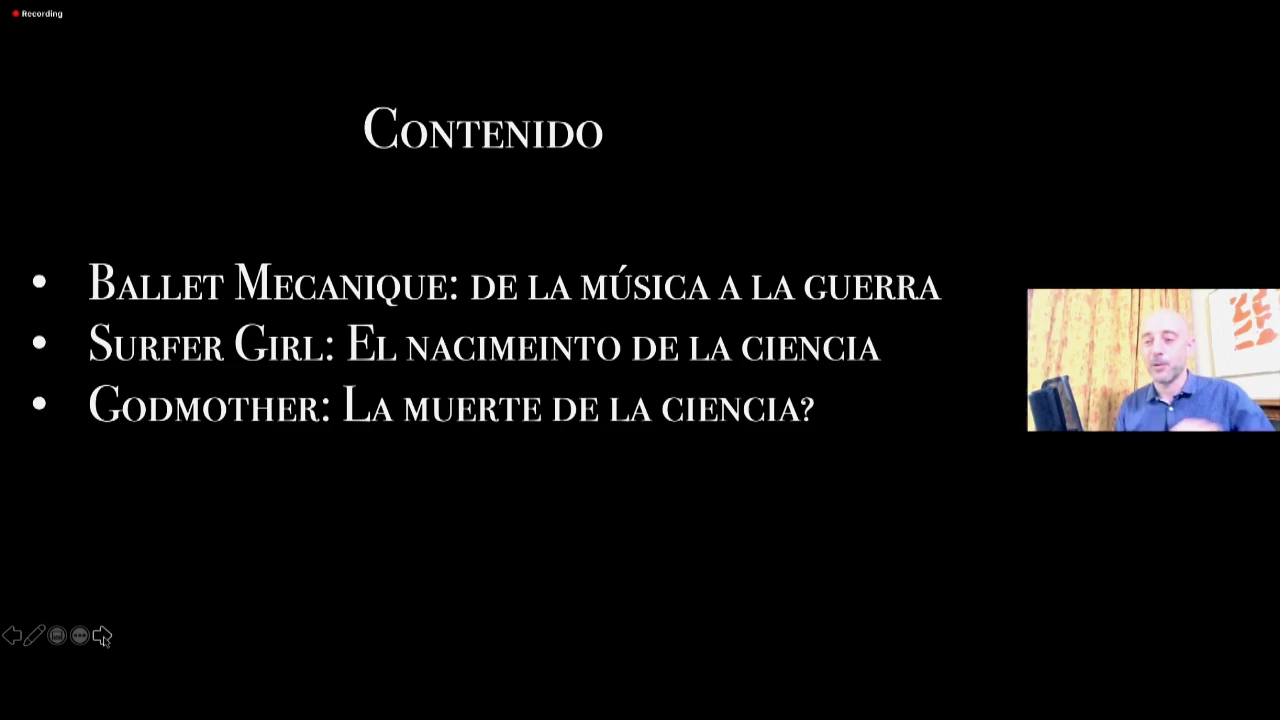 Recording
Contenido
• Ballet Mecanique: de la música a la guerra
• Surfer Girl: El nacimeinto de la ciencia
• Godmother: La muerte de la ciencia?